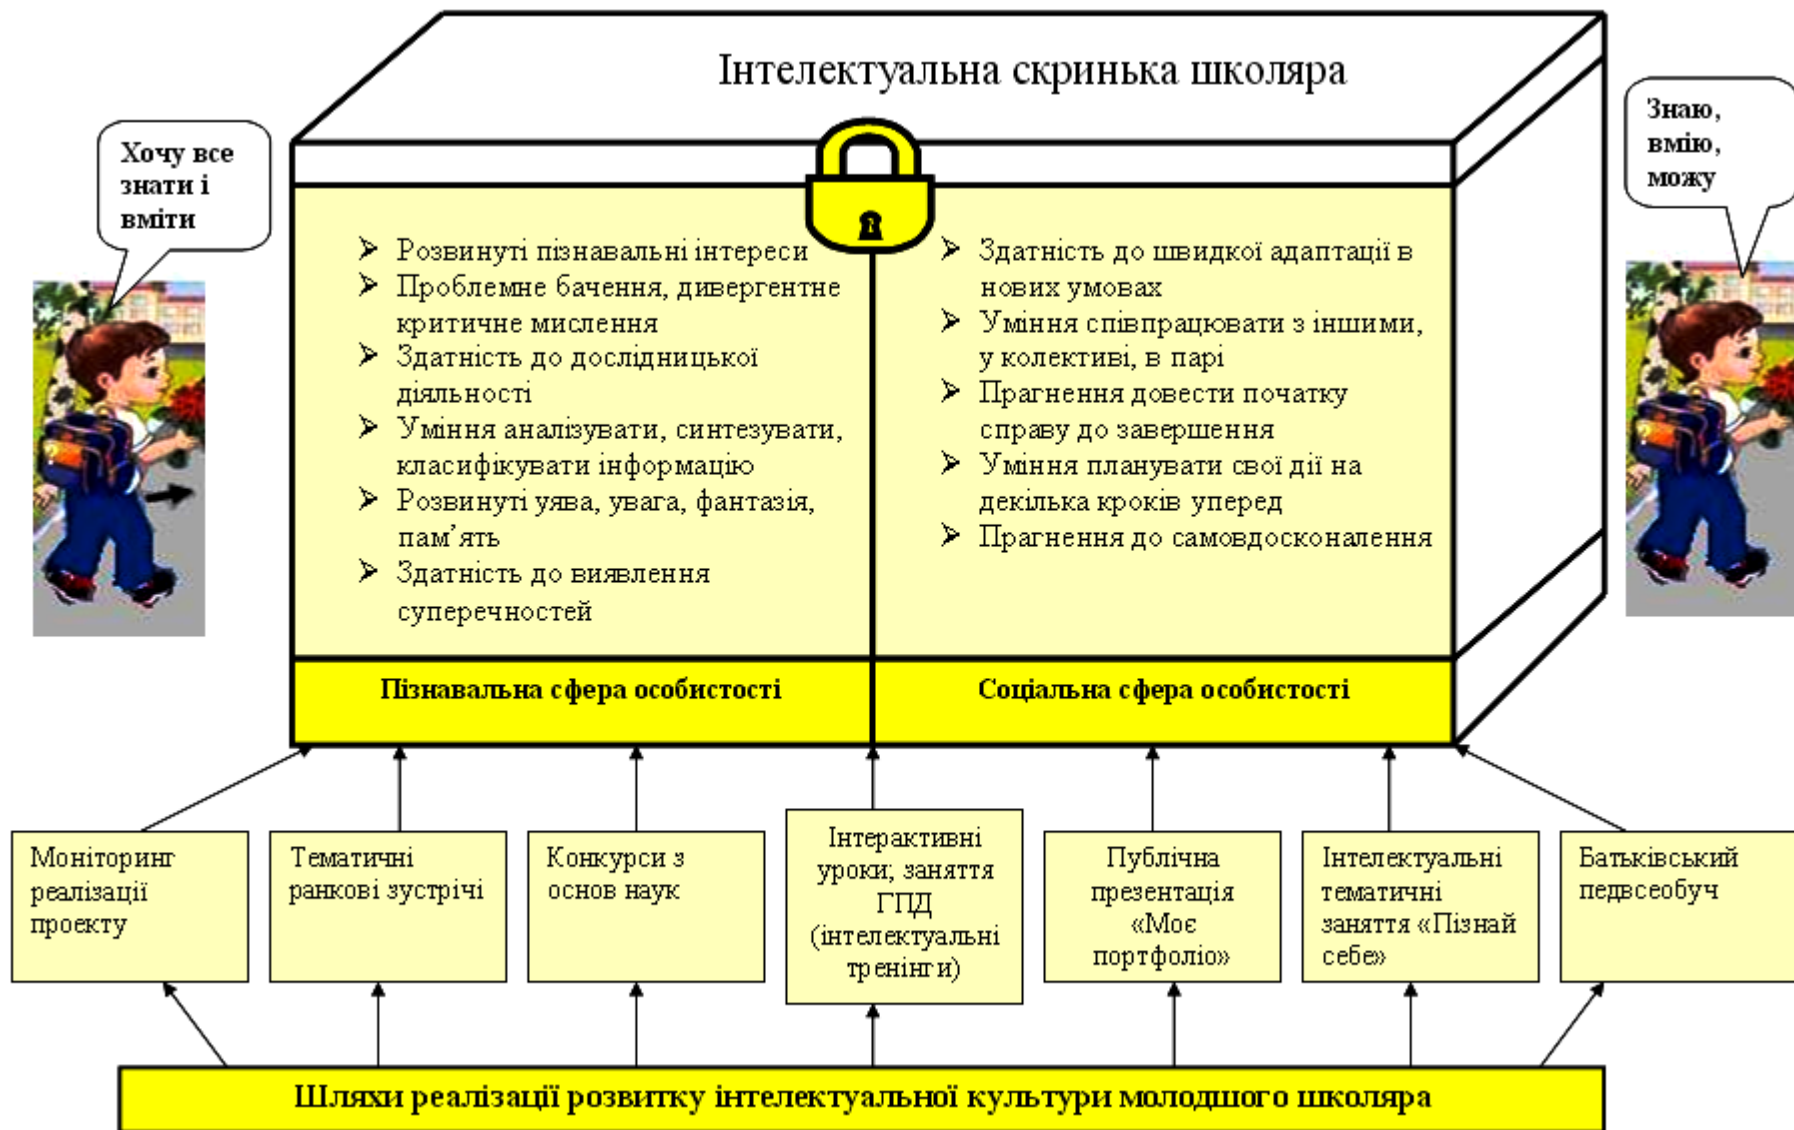 Інтелектуальна скринька школяра
Хочу все
знати і
вміти
Знаю,
вмію,
можу
Розвинуті пізнавальні інтереси
Проблемне бачення, дивергентне
критичне мислення
Здатність до дослідницької
діяльності
Уміння аналізувати, синтезувати,
класифікувати інформацію
Розвинуті уява, увага, фантазія,
пам’ять
Здатність до виявлення
суперечностей
Здатність до швидкої адаптації в
нових умовах
Уміння співпрацювати з іншими,
у колективі, в парі
Прагнення довести початку
справу до завершення
Уміння планувати свої дії на
декілька кроків уперед
Прагнення до самовдосконалення
Пізнавальна сфера особистості
Соціальна сфера особистості
Моніторинг
реалізації
проекту
Тематичні
ранкові зустрічі
Конкурси з
основ наук
Інтерактивні
уроки; заняття
ГПД
(інтелектуальні
тренінги)
Публічна
презентація
«Моє
портфоліо»
Інтелектуальні
тематичні
заняття «Пізнай
себе»
Батьківський
педвсеобуч
Шляхи реалізації розвитку інтелектуальної культури молодшого школяра